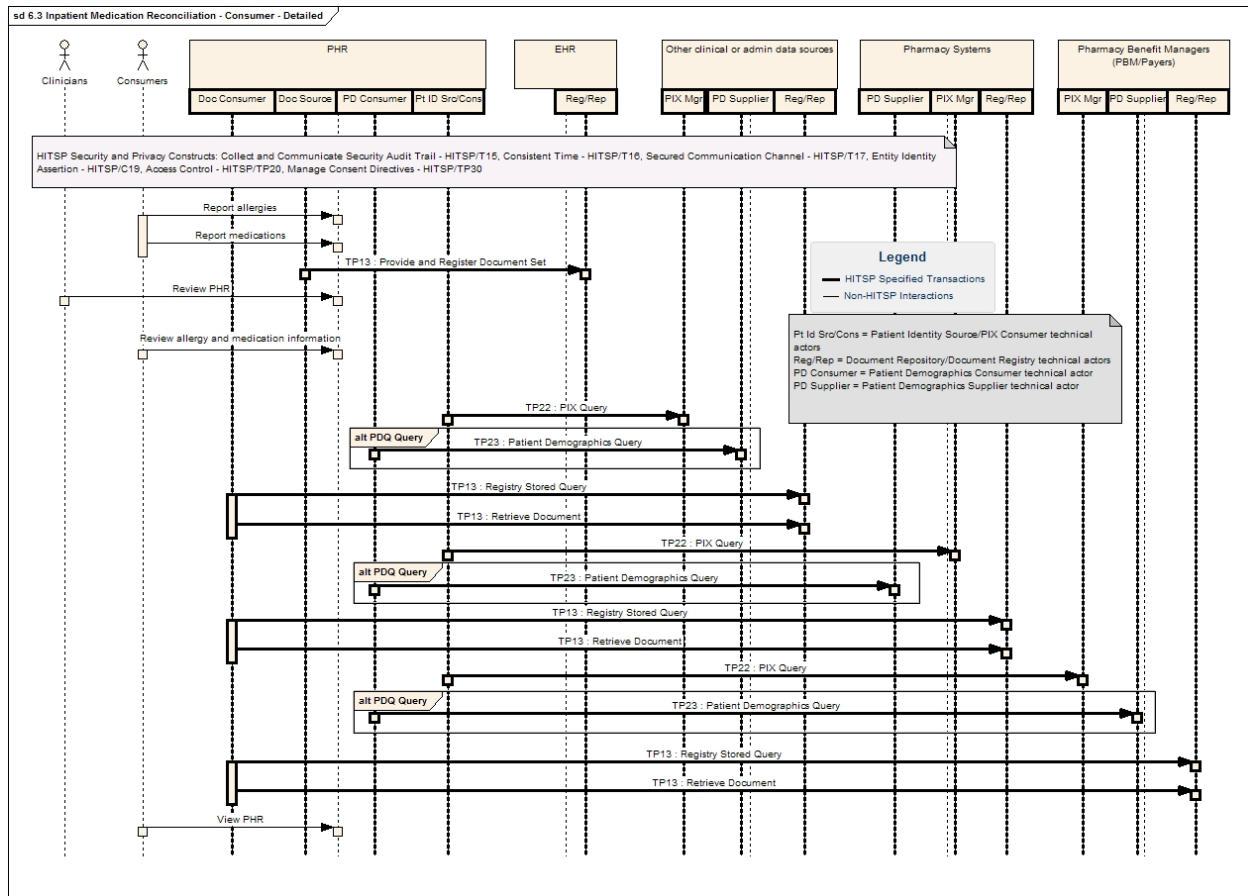 sd 6.3 Inpatient Medication Reconciliation - Consumer - Detailed
Clinicians
Consumers
PHR
EHR
Other clinical or admin data sources
Pharmacy Systems
Pharmacy Benefit Managers
(PBM/Payers)
Doc Consumer
Doc Source
PD Consumer
Pt ID Src/Cons
Reg/Rep
PIX Mgr
PD Supplier
Reg/Rep
PD Supplier
PIX Mgr
Reg/Rep
PIX Mgr
PD Supplier
Reg/Rep
HITSP Security and Privacy Constructs: Collect and Communicate Security Audit Trail - HITSP/T15, Consistent Time - HITSP/T16, Secured Communication Channel - HITSP/T17, Entity Identity
Assertion - HITSP/C19, Access Control - HITSP/TP20, Manage Consent Directives - HITSP/TP30
Report allergies
Report medications
TP13 : Provide and Register Document Set
Review PHR
Legend
HITSP Specified Transactions
Non-HITSP Interactions
Review allergy and medication information
Pt Id Src/Cons = Patient Identity Source/PIX Consumer technical
actors
Reg/Rep = Document Repository/Document Registry technical actors
PD Consumer = Patient Demographics Consumer technical actor
PD Supplier = Patient Demographics Supplier technical actor
TP22 : PIX Query
alt PDQ Query
TP23 : Patient Demographics Query
TP13 : Registry Stored Query
TP13 : Retrieve Document
TP22 : PIX Query
alt PDQ Query
TP23 : Patient Demographics Query
TP13 : Registry Stored Query
TP13 : Retrieve Document
TP22 : PIX Query
alt PDQ Query
TP23 : Patient Demographics Query
TP13 : Registry Stored Query
TP13 : Retrieve Document
View PHR